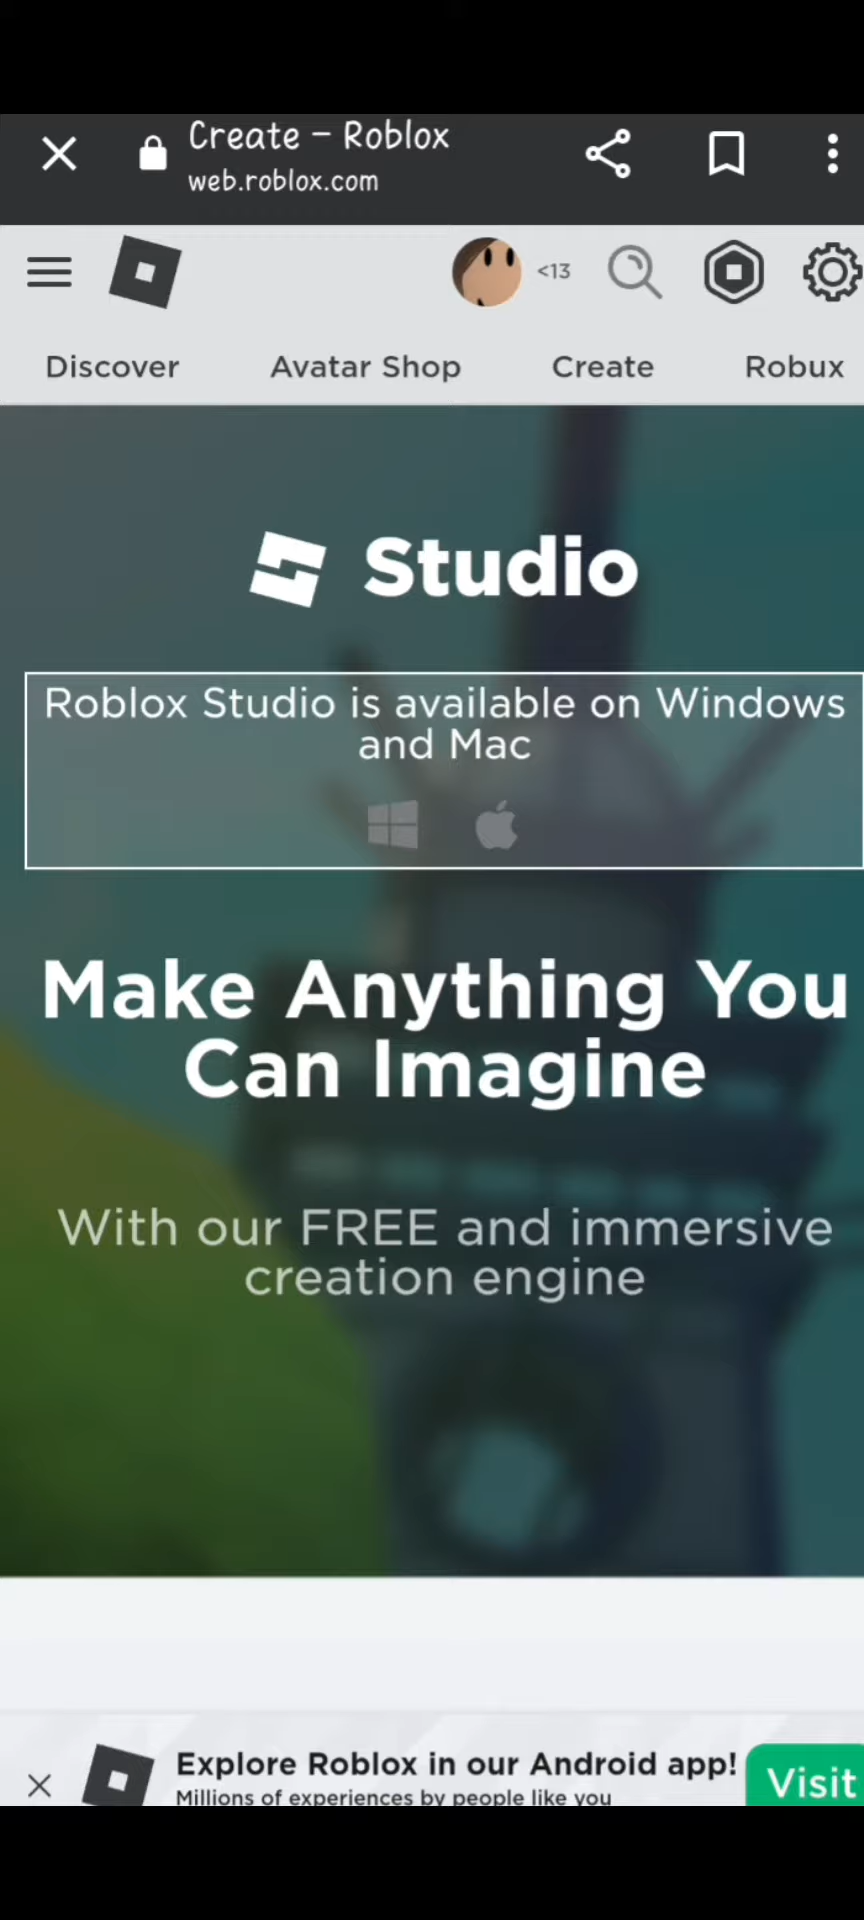 Create – Roblox
web.roblox.com
<13
Discover Avatar Shop Create Robux
Studio
Roblox Studio is available on Windows
and Mac
Make Anything You
Can Imagine
With our FREE and immersive
creation engine
Explore Roblox in our Android app!
Millions of experiences by people like you
Visit